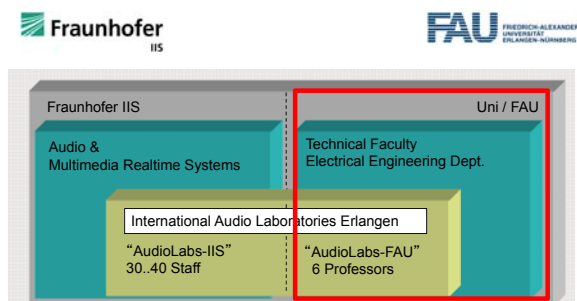 Fraunhofer
IIS
FAU
FRIEDRICH-ALEXANDER
UNIVERSITÄT
ERLANGEN-NÜRNBERG
Fraunhofer IIS
Uni / FAU
Audio &
Multimedia Realtime Systems
Technical Faculty
Electrical Engineering Dept.
International Audio Laboratories Erlangen
“AudioLabs-IIS”
30..40 Staff
“AudioLabs-FAU”
6 Professors